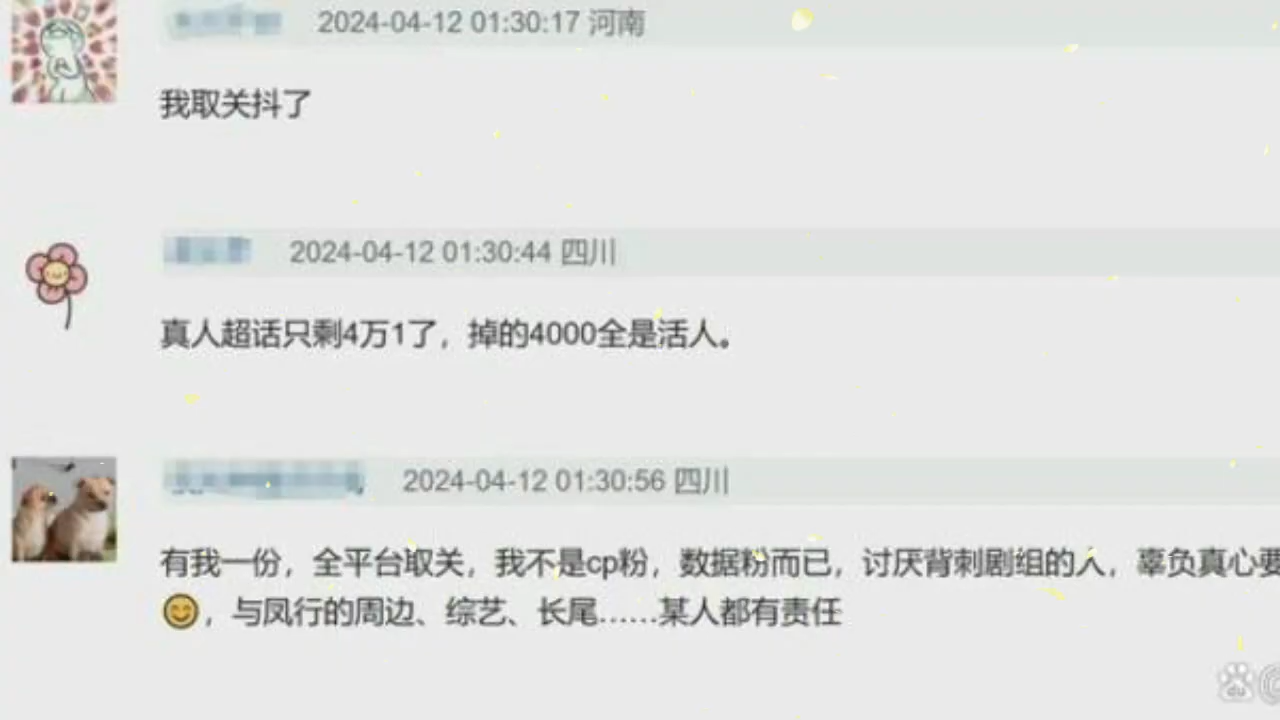 2024-04-12 01:30:17 河南
我取关抖了
2024-04-12 01:30:44 四川
真人超话只剩4万1了，掉的4000全是活人。
2024-04-12 01:30:56 四川
有我一份，全平台取关，我不是cp粉，数据粉而已，讨厌背刺剧组的人，辜负真心要
😊，与凤行的周边、综艺、长尾……某人都有责任
du